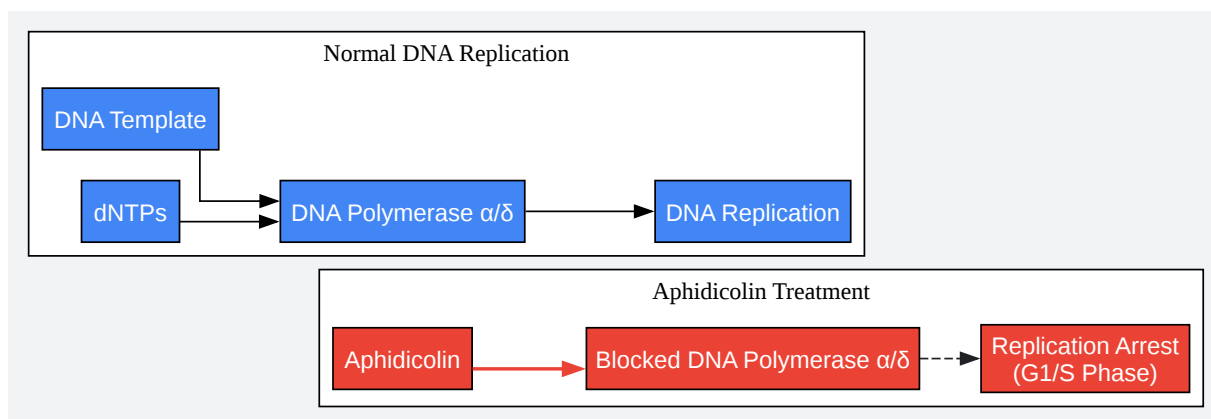 Normal DNA Replication
DNA Template
dNTPs
DNA Polymerase α/δ
DNA Replication
Aphidicolin Treatment
Aphidicolin
Blocked DNA Polymerase α/δ
Replication Arrest
(G1/S Phase)